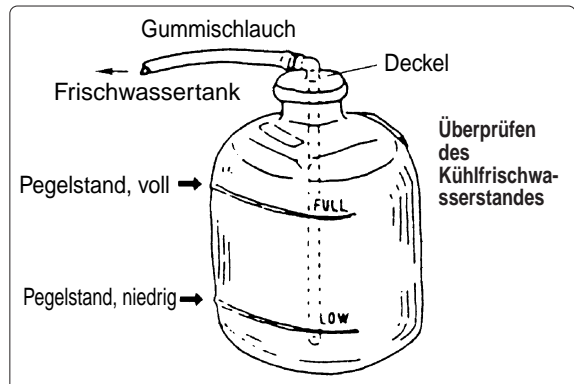 Gummischlauch
Deckel
Frischwassertank
Überprüfen
des
Kühlfrischwa-
sserstandes
Pegelstand, voll
FULL
Pegelstand, niedrig
LOW